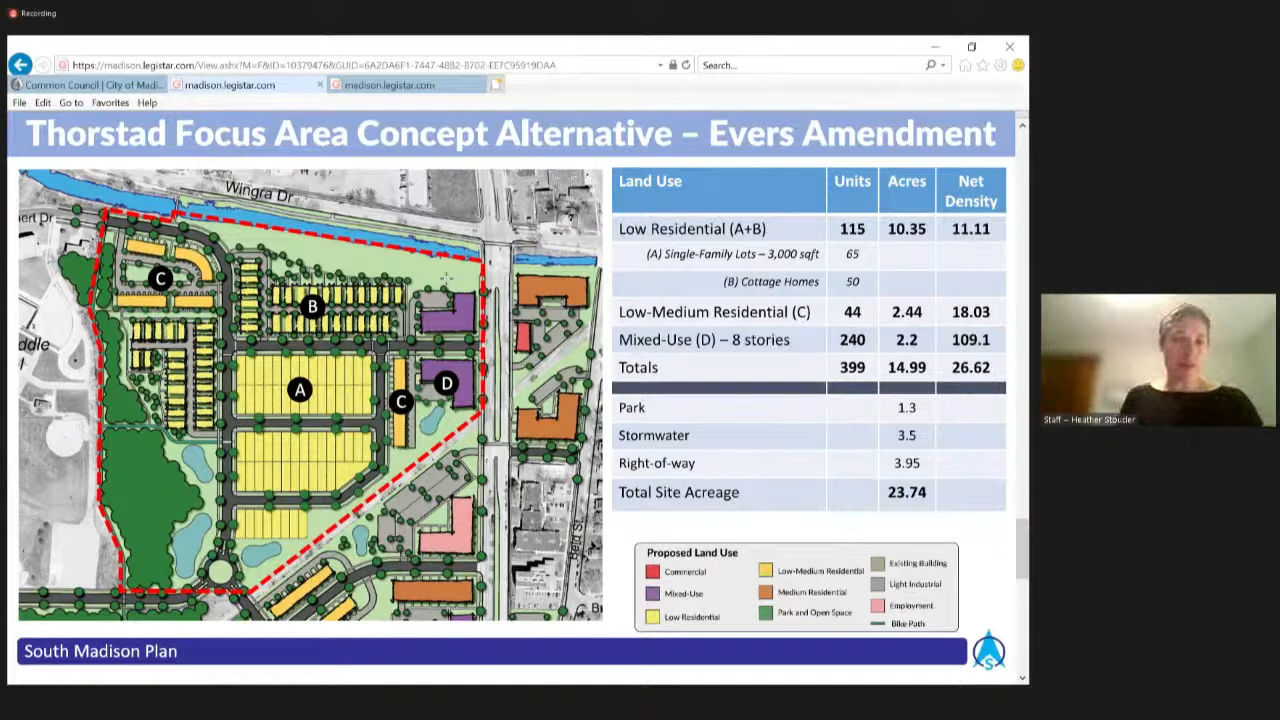 Recording
https://madison.legistar.com/View.ashx?M=F&ID=10379476&GUID=6A2DA6F1-7447-4882-8702-EE7C95919DAA
Search...
Common Council | City of Madi...
madison.legistar.com
madison.legistar.com
File Edit Go to Favorites Help
Thorstad Focus Area Concept Alternative – Evers Amendment
Wingra Dr
ert Dr
ddle
C
B
A
C
D
Land Use Units Acres Net Density
Low Residential (A+B) 115 10.35 11.11
(A) Single-Family Lots – 3,000 sqft 65
(B) Cottage Homes 50
Low-Medium Residential (C) 44 2.44 18.03
Mixed-Use (D) – 8 stories 240 2.2 109.1
Totals 399 14.99 26.62
Park 1.3
Stormwater 3.5
Right-of-way 3.95
Total Site Acreage 23.74
Proposed Land Use
Commercial
Mixed-Use
Low Residential
Low-Medium Residential
Medium Residential
Park and Open Space
Existing Building
Light Industrial
Employment
Bike Path
South Madison Plan
S
Staff – Heather Stouder